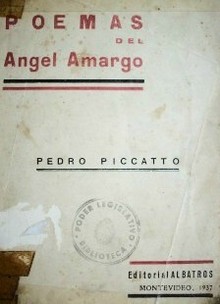 POEMAS
DEL
Angel Amargo
PEDRO PICCATTO
PODER LEGISLATIVO
BIBLIOTECA
Editorial ALBATROS
MONTEVIDEO, 1937